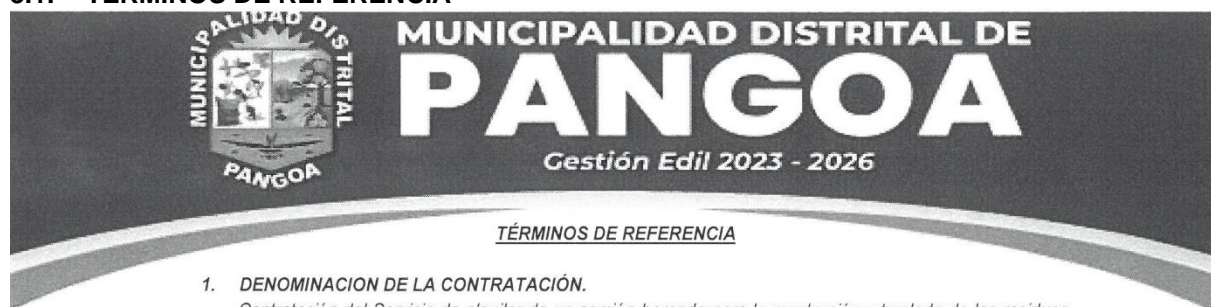 TÉRMINOS DE REFERENCIA
MUNICIPALIDAD DISTRITAL
PANGOA
MUNICIPALIDAD DISTRITAL DE
PANGOA
Gestión Edil 2023 - 2026
TÉRMINOS DE REFERENCIA
1. DENOMINACION DE LA CONTRATACIÓN.